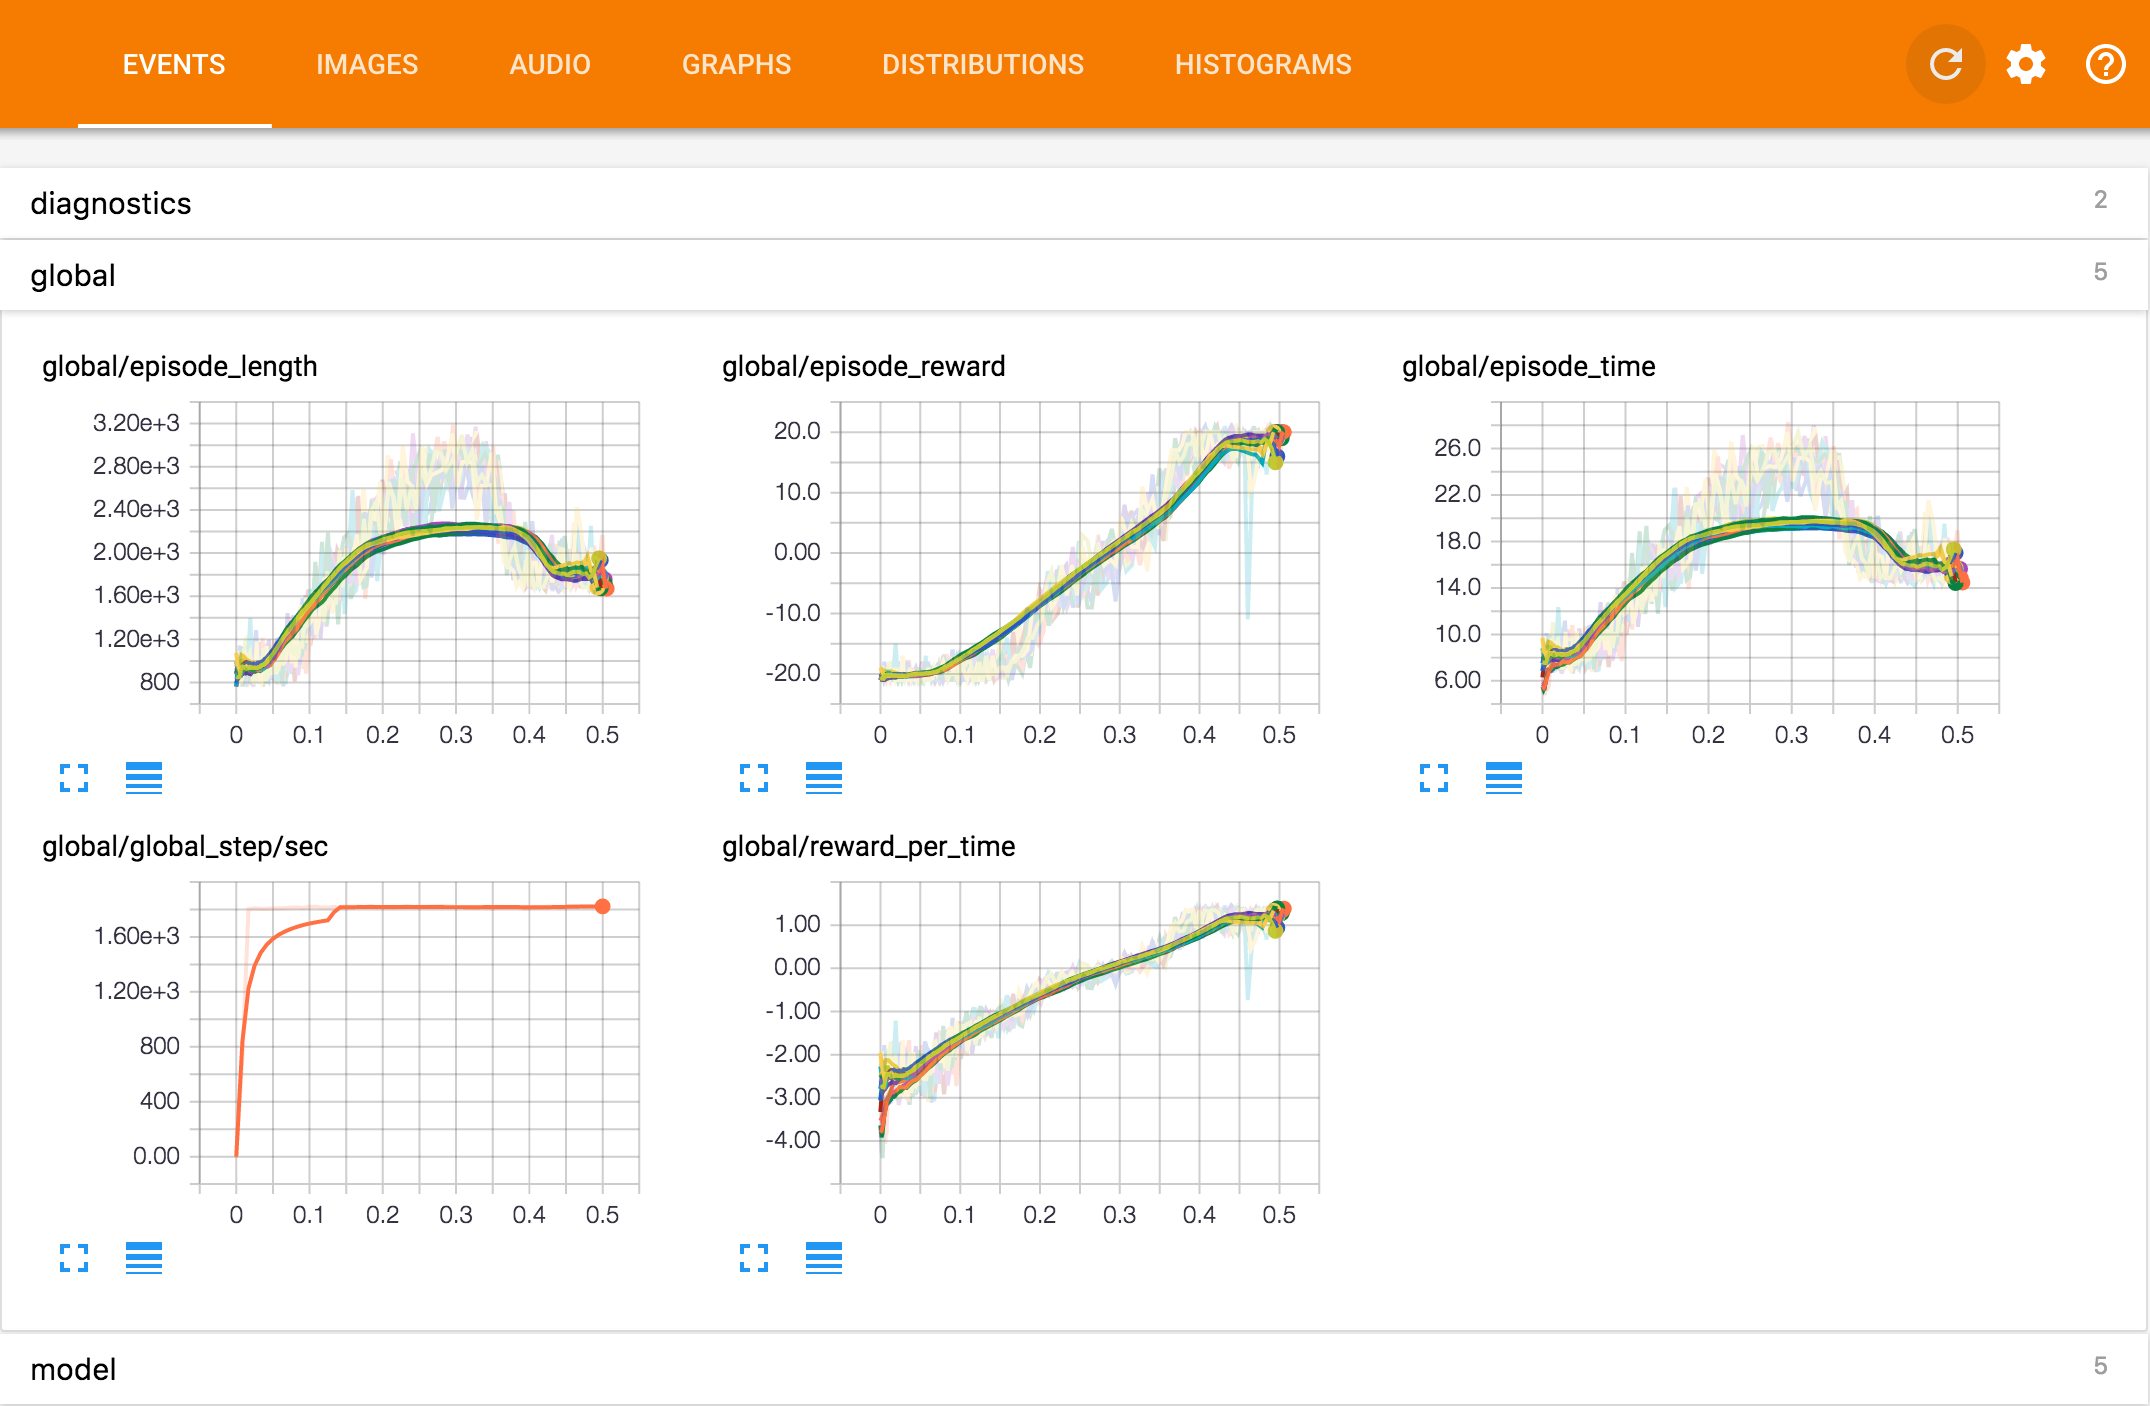 EVENTS IMAGES AUDIO GRAPHS DISTRIBUTIONS HISTOGRAMS
diagnostics 2
global 5
global/episode_length
3.20e+3
2.80e+3
2.40e+3
2.00e+3
1.60e+3
1.20e+3
800
0 0.1 0.2 0.3 0.4 0.5
global/episode_reward
20.0
10.0
0.00
-10.0
-20.0
0 0.1 0.2 0.3 0.4 0.5
global/episode_time
26.0
22.0
18.0
14.0
10.0
6.00
0 0.1 0.2 0.3 0.4 0.5
global/global_step/sec
1.60e+3
1.20e+3
800
400
0.00
0 0.1 0.2 0.3 0.4 0.5
global/reward_per_time
1.00
0.00
-1.00
-2.00
-3.00
-4.00
0 0.1 0.2 0.3 0.4 0.5
model 5